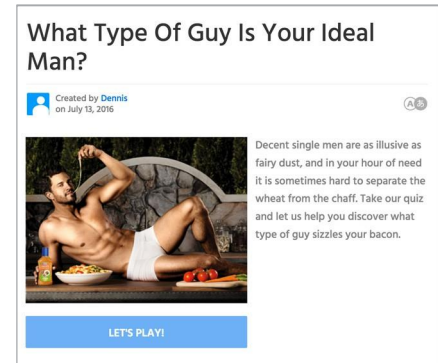 What Type Of Guy Is Your Ideal
Man?
Created by Dennis
on July 13, 2016
Decent single men are as illusive as
fairy dust, and in your hour of need
it is sometimes hard to separate the
wheat from the chaff. Take our quiz
and let us help you discover what
type of guy sizzles your bacon.
LET'S PLAY!